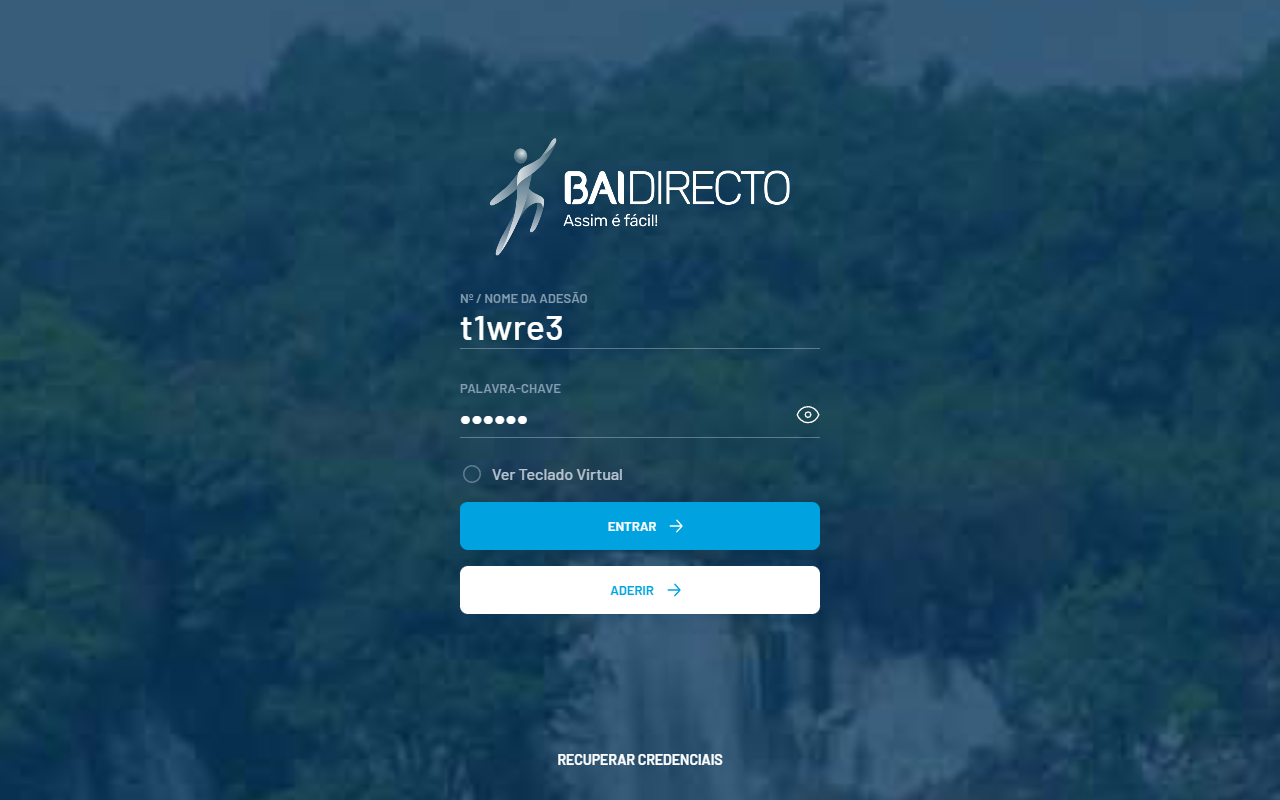 BAIDIRECTO
Assim é fácil!
Nº / NOME DA ADESÃO
t1wre3
PALAVRA-CHAVE
••••••
Ver Teclado Virtual
ENTRAR
ADERIR
RECUPERAR CREDENCIAIS